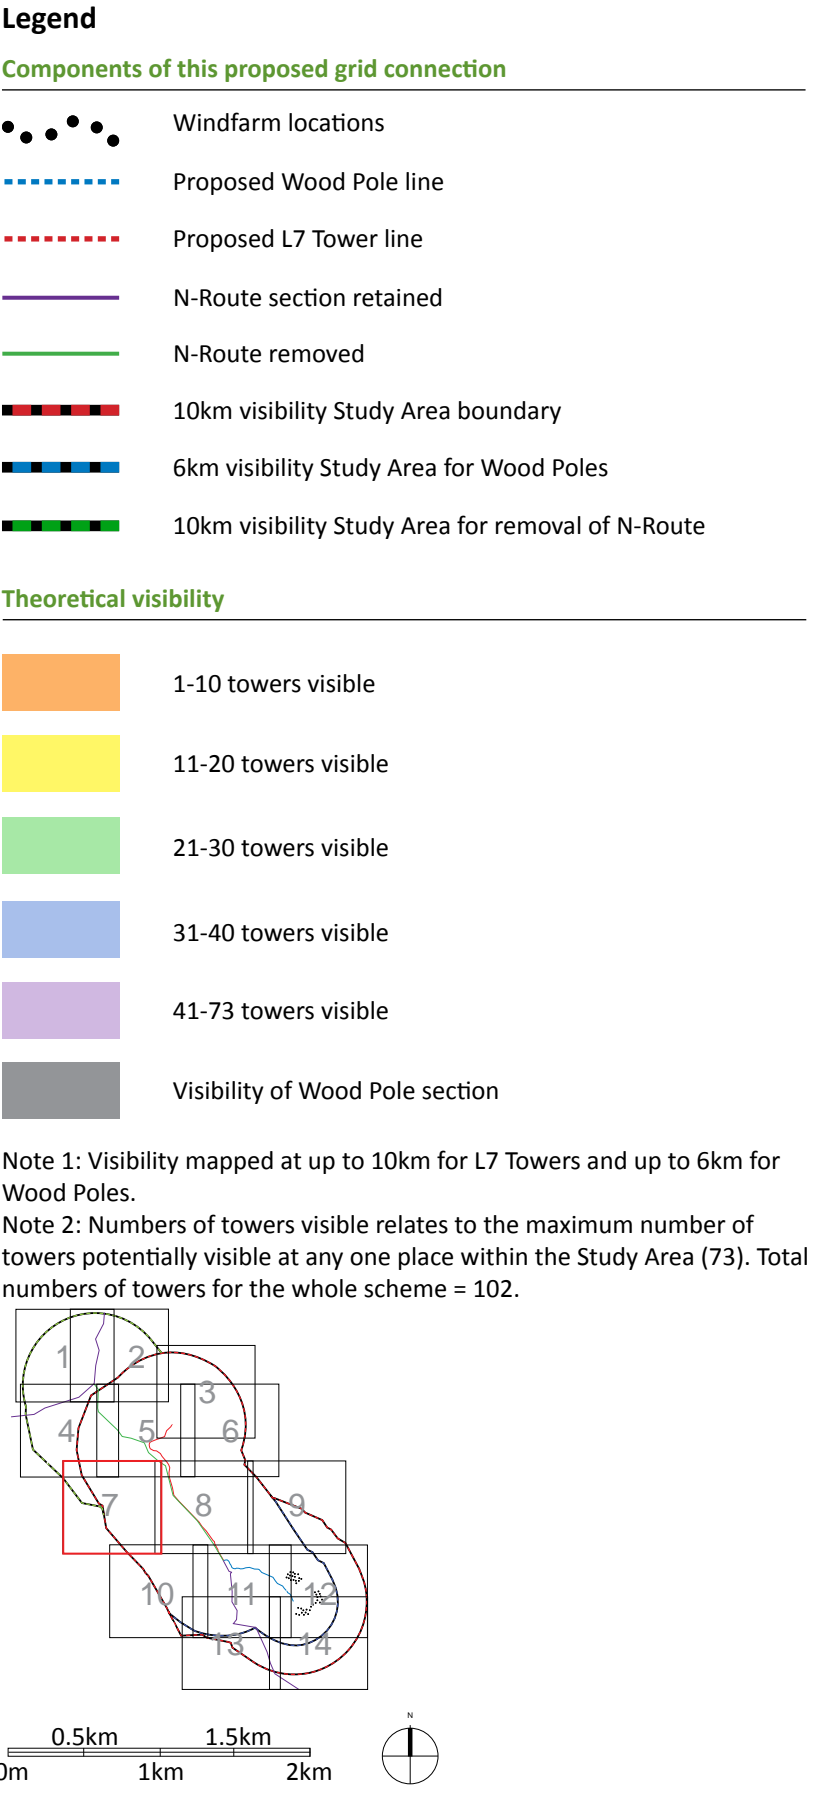 Legend
Components of this proposed grid connection
Windfarm locations
Proposed Wood Pole line
Proposed L7 Tower line
N-Route section retained
N-Route removed
10km visibility Study Area boundary
6km visibility Study Area for Wood Poles
10km visibility Study Area for removal of N-Route
Theoretical visibility
1-10 towers visible
11-20 towers visible
21-30 towers visible
31-40 towers visible
41-73 towers visible
Visibility of Wood Pole section
Note 1: Visibility mapped at up to 10km for L7 Towers and up to 6km for
Wood Poles.
Note 2: Numbers of towers visible relates to the maximum number of
towers potentially visible at any one place within the Study Area (73). Total
numbers of towers for the whole scheme = 102.
1
2
3
4
5
6
7
8
9
10
11
12
13
14
N
0.5km 1.5km
0m 1km 2km